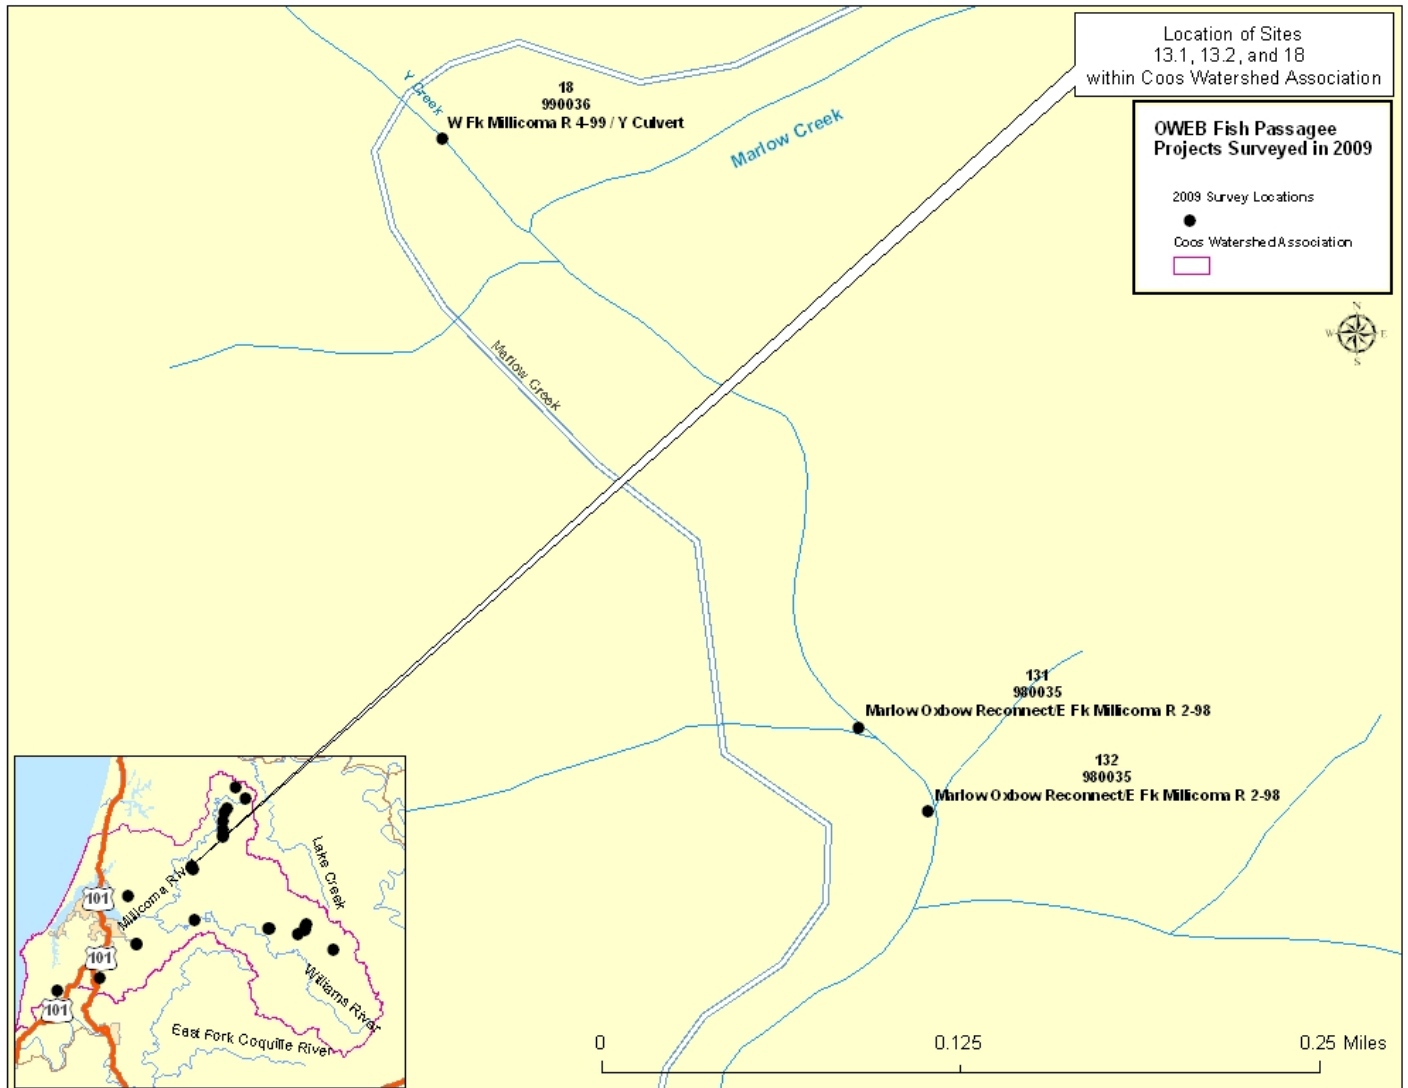 Location of Sites
13.1, 13.2, and 18
within Coos Watershed Association
OWEB Fish Passagee
Projects Surveyed in 2009
2009 Survey Locations
Coos Watershed Association
N
W
E
S
Y Creek
18
990036
W Fk Millicoma R 4-99 / Y Culvert
Marlow Creek
Marlow Creek
131
980035
Marlow Oxbow Reconnect/E Fk Millicoma R 2-98
132
980035
Marlow Oxbow Reconnect/E Fk Millicoma R 2-98
Lake Creek
Millicoma River
101
101
101
Williams River
East Fork Coquille River
0
0.125
0.25 Miles